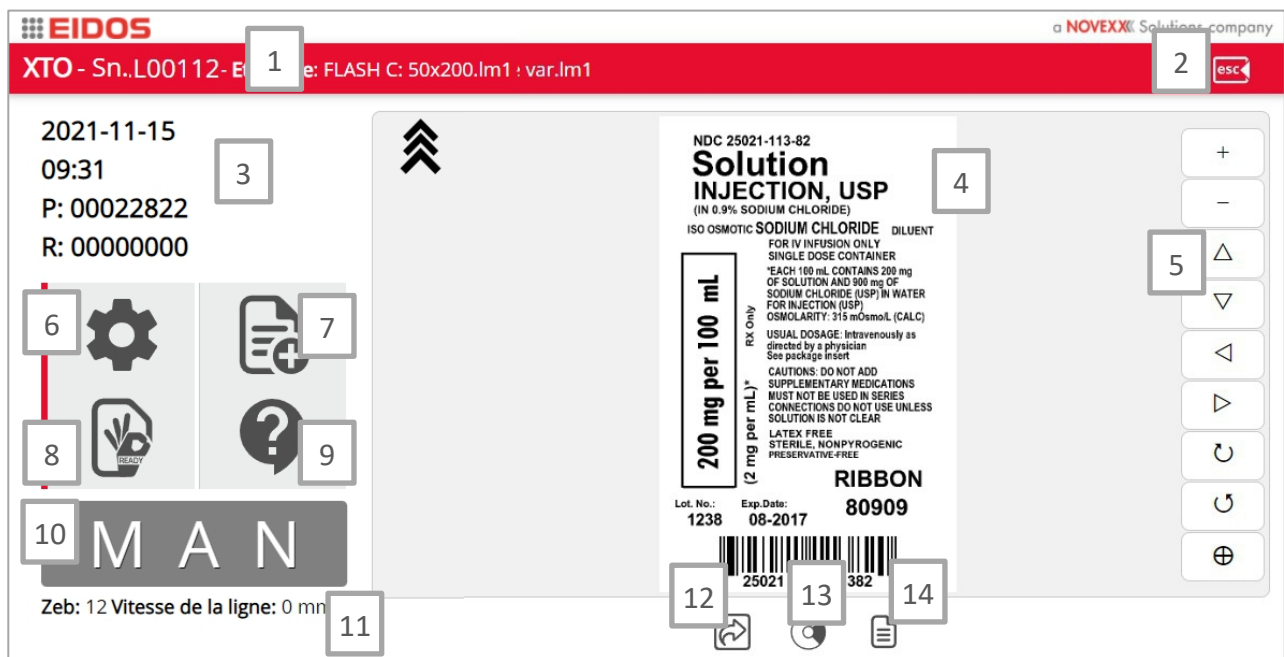 EIDOS
a NOVEXX Solutions company
XTO - Sn..L00112- e: FLASH C: 50x200.lm1 var.lm1
1
2
esc
2021-11-15
09:31
P: 00022822
R: 00000000
3
4
5
6
7
8
9
10
11
12
13
14
READY
M A N
Zeb: 12 Vitesse de la ligne: 0 mm
NDC 25021-113-82
Solution
INJECTION, USP
(IN 0.9% SODIUM CHLORIDE)
ISO OSMOTIC SODIUM CHLORIDE DILUENT
FOR IV INFUSION ONLY
SINGLE DOSE CONTAINER
*EACH 100 mL CONTAINS 200 mg
OF SOLUTION AND 900 mg OF
SODIUM CHLORIDE (USP) IN WATER
FOR INJECTION (USP)
OSMOLARITY: 315 mOsmo/L (CALC)
USUAL DOSAGE: Intravenously as
directed by a physician
See package insert
CAUTIONS: DO NOT ADD
SUPPLEMENTARY MEDICATIONS
MUST NOT BE USED IN SERIES
CONNECTIONS DO NOT USE UNLESS
SOLUTION IS NOT CLEAR
LATEX FREE
STERILE, NONPYROGENIC
PRESERVATIVE-FREE
200 mg per 100 mL
(2 mg per mL)*
RX Only
RIBBON
80909
Lot. No.:
1238
Exp.Date:
08-2017
25021
382